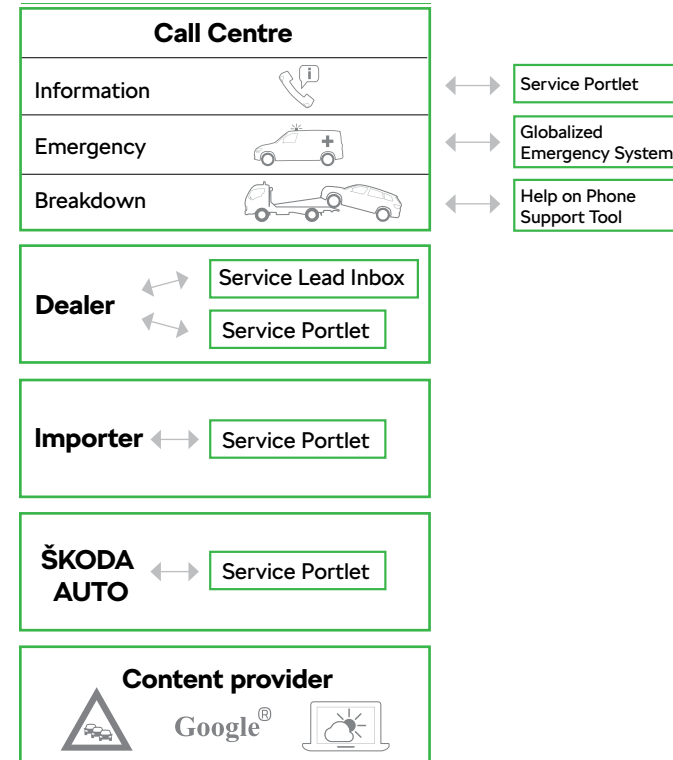 Call Centre
Information
i
Service Portlet
Emergency
Globalized
Emergency System
Breakdown
Help on Phone
Support Tool
Dealer
Service Lead Inbox
Service Portlet
Importer
Service Portlet
ŠKODA
AUTO
Service Portlet
Content provider
Google®